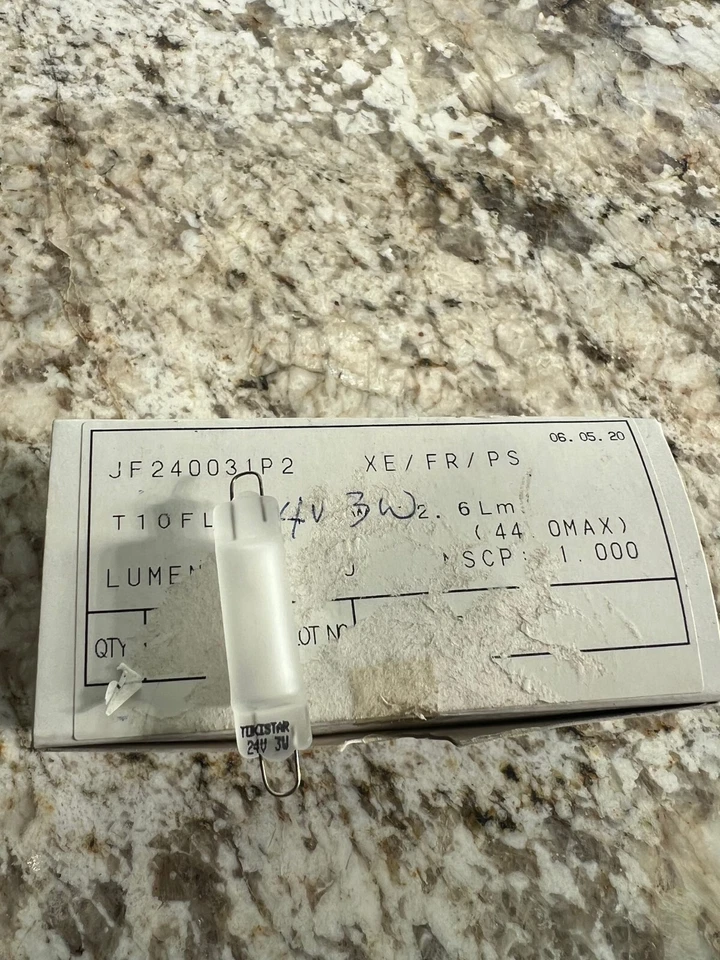 06.05.20
JF240031P2 XE/FR/PS
T10FL 4V 3W 2.6Lm
(44 0MAX)
LUMEN J SCP: 1.000
QTY LOT NO
TOKISTAR
24V 3W